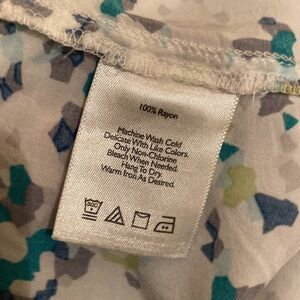 100% Rayon
Machine Wash Cold
Delicate With Like Colors.
Only Non-Chlorine
Bleach When Needed.
Hang To Dry.
Warm Iron As Desired.